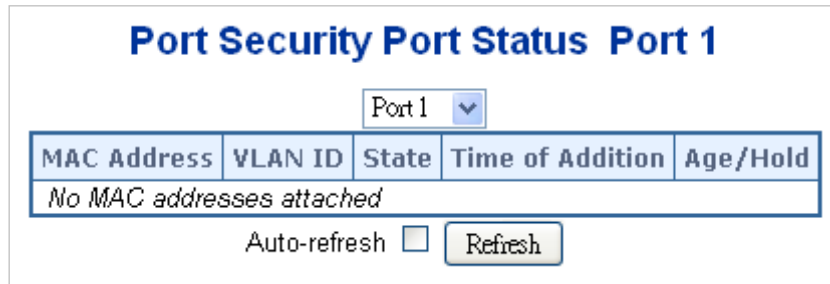 Port Security Port Status Port 1
Port 1
MAC Address VLAN ID State Time of Addition Age/Hold
No MAC addresses attached
Auto-refresh Refresh